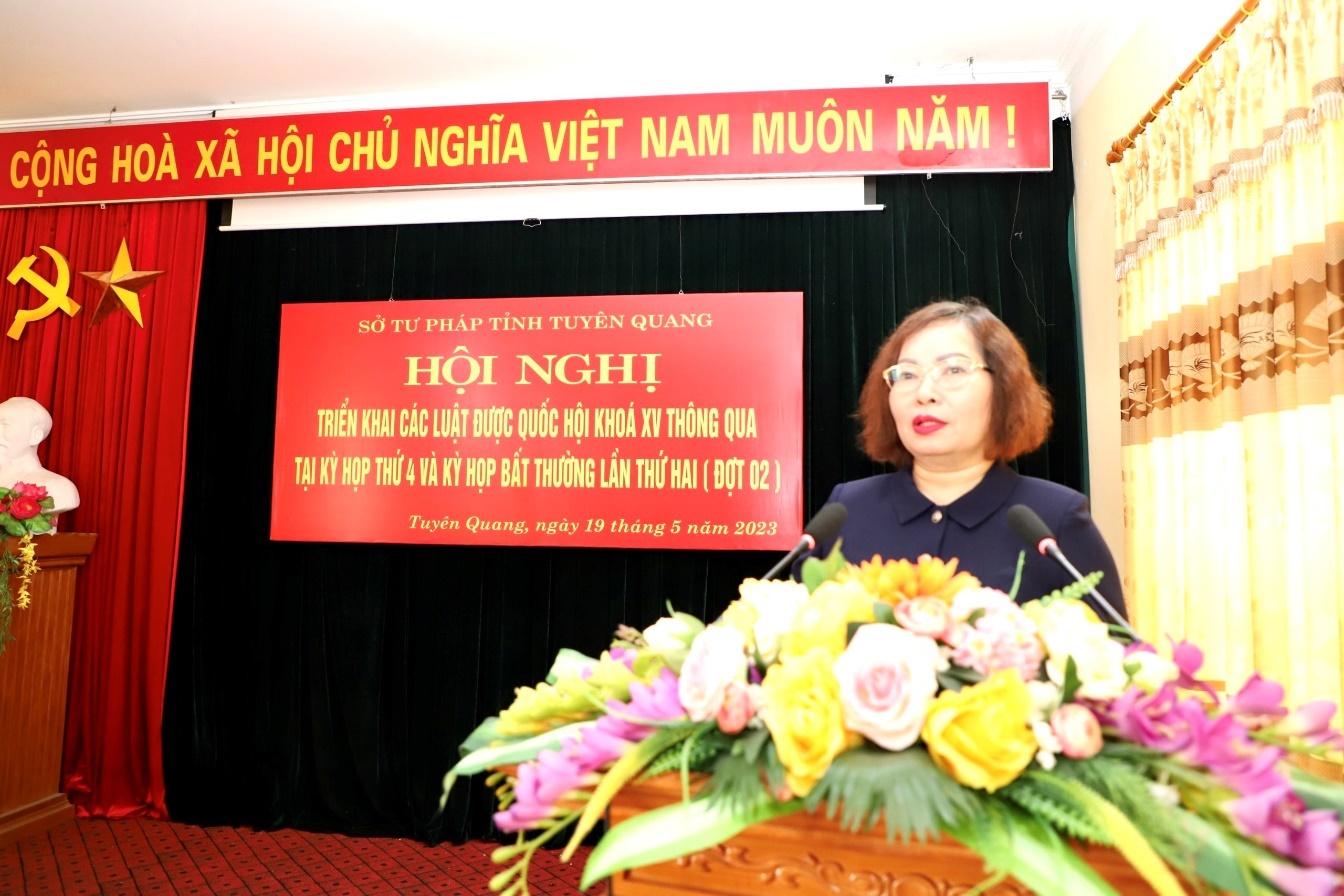 CỘNG HOÀ XÃ HỘI CHỦ NGHĨA VIỆT NAM MUÔN NĂM !
SỞ TƯ PHÁP TỈNH TUYÊN QUANG
HỘI NGHỊ
TRIỂN KHAI CÁC LUẬT ĐƯỢC QUỐC HỘI KHOÁ XV THÔNG QUA
TẠI KỲ HỌP THỨ 4 VÀ KỲ HỌP BẤT THƯỜNG LẦN THỨ HAI ( ĐỢT 02 )
Tuyên Quang, ngày 19 tháng 5 năm 2023